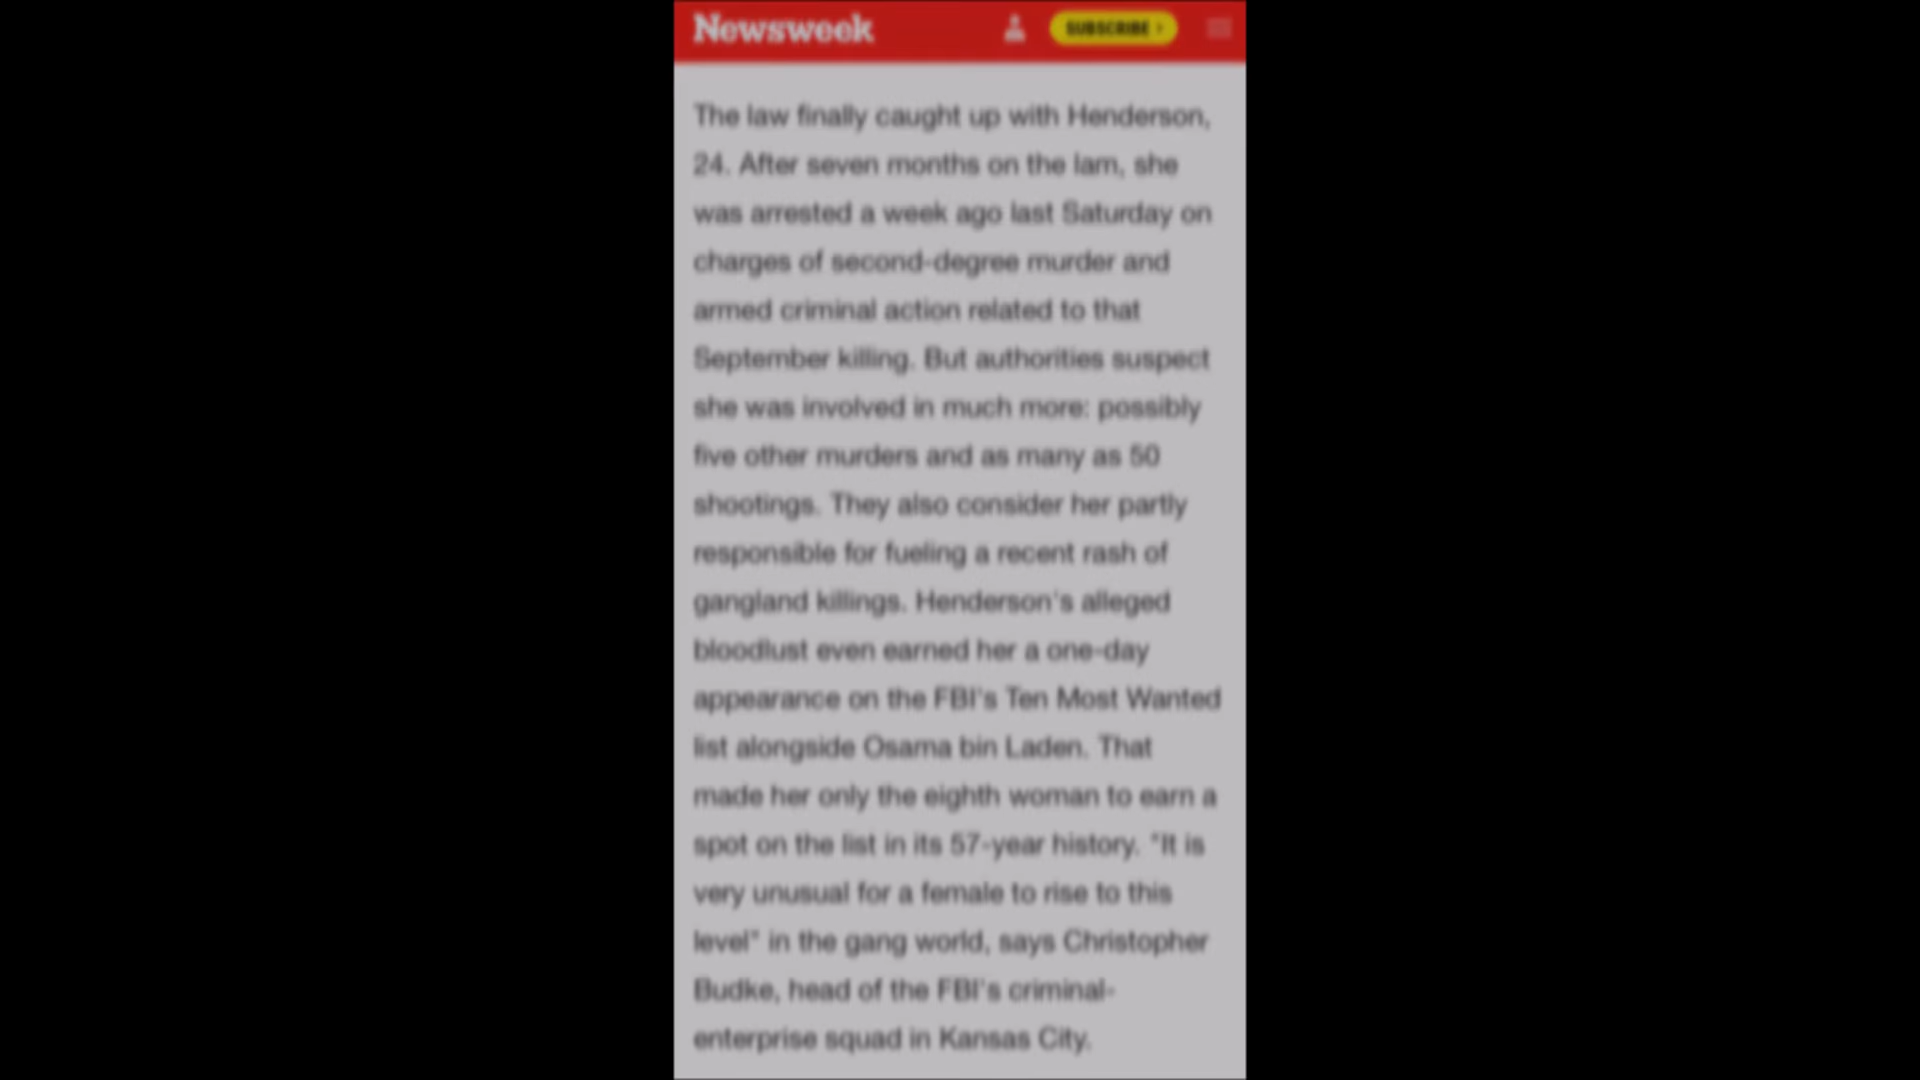 Newsweek
SUBSCRIBE ›
The law finally caught up with Henderson,
24. After seven months on the lam, she
was arrested a week ago last Saturday on
charges of second-degree murder and
armed criminal action related to that
September killing. But authorities suspect
she was involved in much more: possibly
five other murders and as many as 50
shootings. They also consider her partly
responsible for fueling a recent rash of
gangland killings. Henderson's alleged
bloodlust even earned her a one-day
appearance on the FBI's Ten Most Wanted
list alongside Osama bin Laden. That
made her only the eighth woman to earn a
spot on the list in its 57-year history. "It is
very unusual for a female to rise to this
level" in the gang world, says Christopher
Budke, head of the FBI's criminal-
enterprise squad in Kansas City.